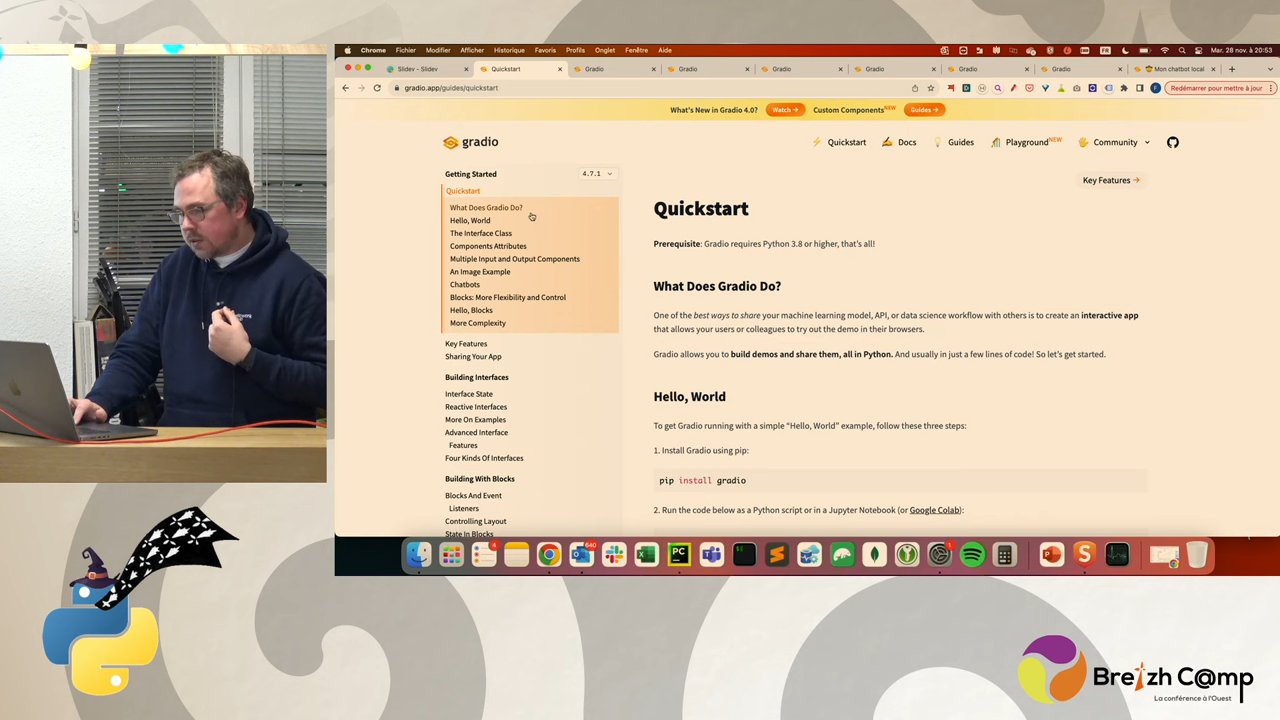 Chrome Fichier Modifier Afficher Historique Favoris Profils Onglet Fenêtre Aide
FR
Mar. 28 nov. à 20:53
Slidev - Slidev
Quickstart
Gradio
Gradio
Gradio
Gradio
Gradio
Gradio
Mon chatbot local
gradio.app/guides/quickstart
Redémarrer pour mettre à jour
What's New in Gradio 4.0? Watch → Custom Components NEW Guides →
gradio
Quickstart Docs Guides Playground NEW Community
Getting Started 4.7.1
Quickstart
What Does Gradio Do?
Hello, World
The Interface Class
Components Attributes
Multiple Input and Output Components
An Image Example
Chatbots
Blocks: More Flexibility and Control
Hello, Blocks
More Complexity
Key Features
Sharing Your App
Building Interfaces
Interface State
Reactive Interfaces
More On Examples
Advanced Interface
Features
Four Kinds Of Interfaces
Building With Blocks
Blocks And Event
Listeners
Controlling Layout
State In Blocks
Key Features →
Quickstart
Prerequisite: Gradio requires Python 3.8 or higher, that's all!
What Does Gradio Do?
One of the best ways to share your machine learning model, API, or data science workflow with others is to create an interactive app
that allows your users or colleagues to try out the demo in their browsers.
Gradio allows you to build demos and share them, all in Python. And usually in just a few lines of code! So let's get started.
Hello, World
To get Gradio running with a simple “Hello, World” example, follow these three steps:
1. Install Gradio using pip:
pip install gradio
2. Run the code below as a Python script or in a Jupyter Notebook (or Google Colab):
4
640
PC
1
Breizh C@mp
La conférence à l'Ouest